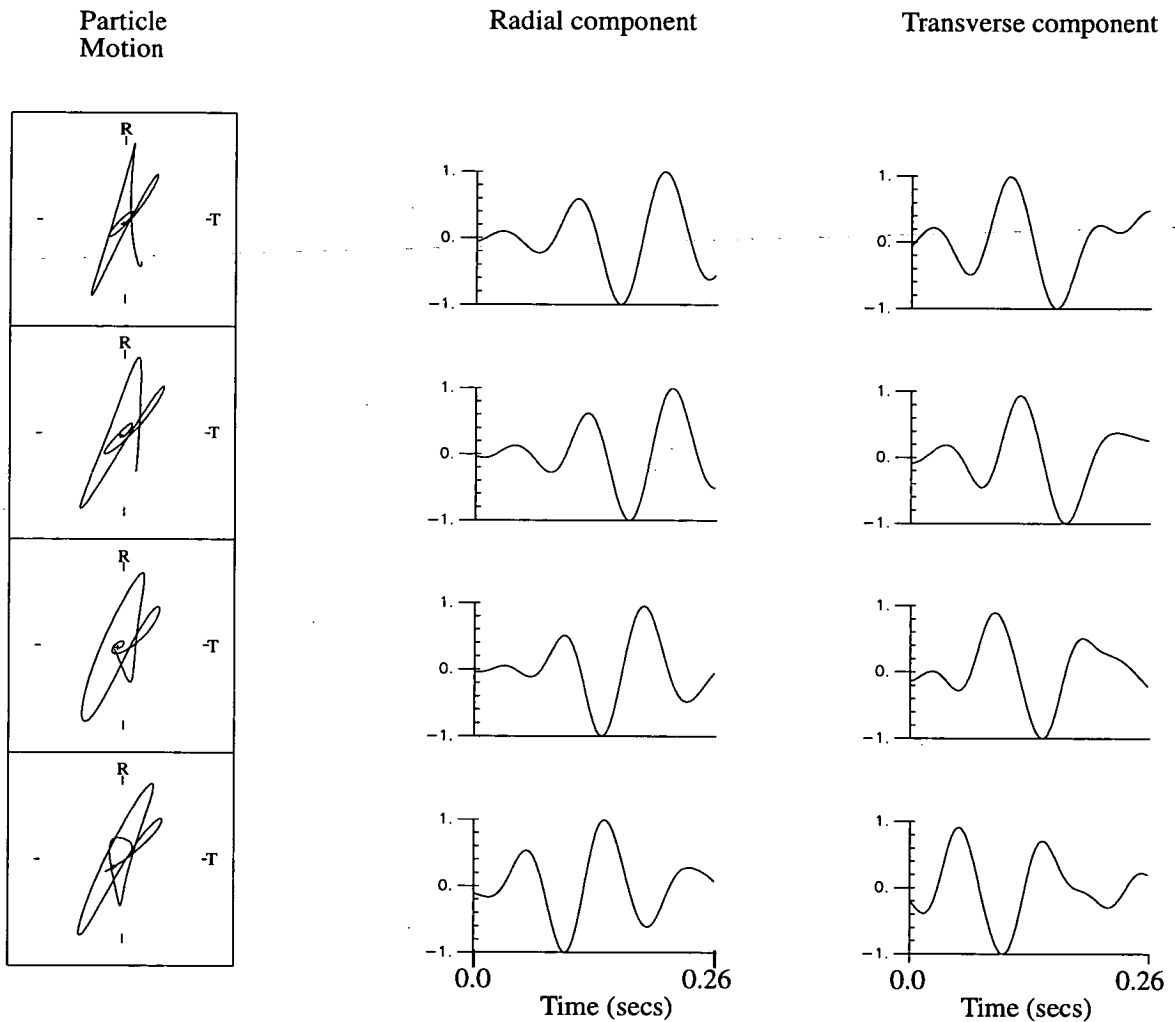 Particle
Motion
Radial component
Transverse component
R
-T
1.
0.
-1.
1.
0.
-1.
R
-T
1.
0.
-1.
1.
0.
-1.
R
-T
1.
0.
-1.
1.
0.
-1.
R
-T
1.
0.
-1.
1.
0.
-1.
0.0
0.26
Time (secs)
0.0
0.26
Time (secs)